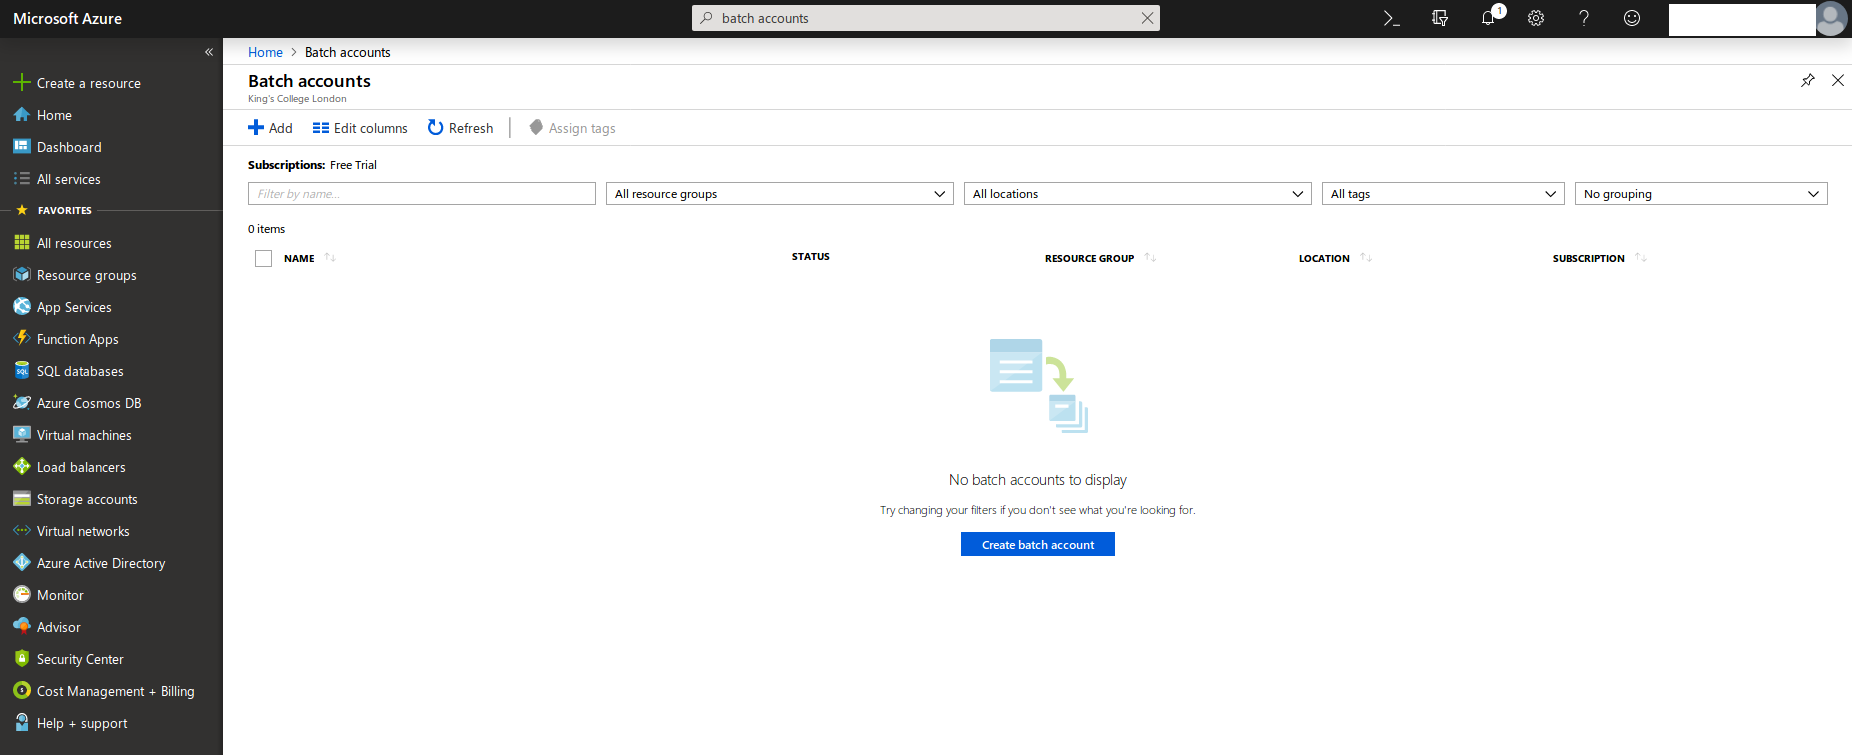 Microsoft Azure
batch accounts
1
«
Create a resource
Home
Dashboard
All services
FAVORITES
All resources
Resource groups
App Services
Function Apps
SQL databases
Azure Cosmos DB
Virtual machines
Load balancers
Storage accounts
Virtual networks
Azure Active Directory
Monitor
Advisor
Security Center
Cost Management + Billing
Help + support
Home > Batch accounts
Batch accounts
King's College London
Add Edit columns Refresh Assign tags
Subscriptions: Free Trial
Filter by name... All resource groups All locations All tags No grouping
0 items
NAME STATUS RESOURCE GROUP LOCATION SUBSCRIPTION
No batch accounts to display
Try changing your filters if you don't see what you're looking for.
Create batch account